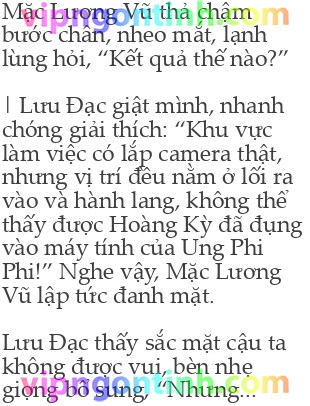 Mặc Lương Vũ thả chậm
bước chân, nheo mắt, lạnh
lùng hỏi, “Kết quả thế nào?”
| Lưu Đạc giật mình, nhanh
chóng giải thích: “Khu vực
làm việc có lắp camera thật,
nhưng vị trí đều nằm ở lối ra
vào và hành lang, không thể
thấy được Hoàng Kỳ đã đụng
vào máy tính của Ung Phi
Phi!” Nghe vậy, Mặc Lương
Vũ lập tức đanh mặt.
Lưu Đạc thấy sắc mặt cậu ta
không được vui, bèn nhẹ
giọng bổ sung, “Nhưng...
vipngontinh.com
vipngontinh.com